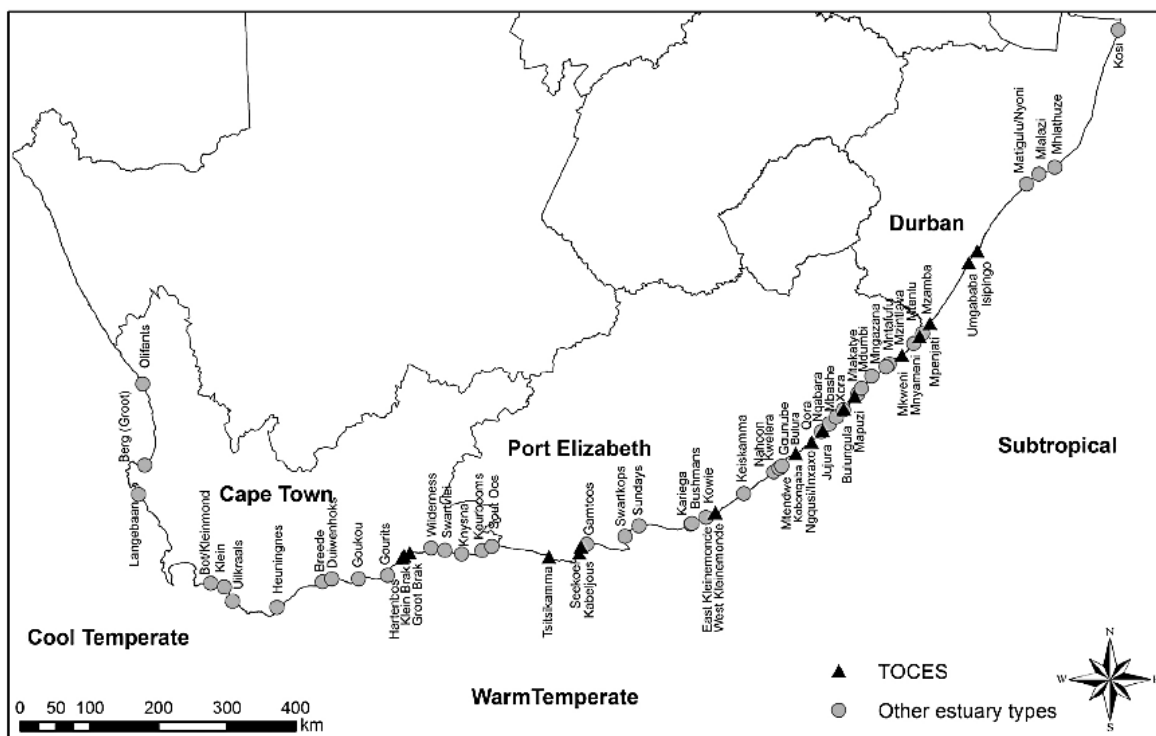 Kosi
Matigulu/Nyoni
Mlalazi
Mhlathuze
Durban
Umgababa
Isipingo
Mzamba
Mtentu
Mzintlava
Mntafufu
Mngazana
Mdumbi
Mtakatye
Xora
Mbashe
Nqabara
Qora
Mpenjati
Mnyameni
Mkweni
Mapuzi
Bulungula
Jujura
Ngqusi/Inxaxo
Kobonqaba
Mtendwe
Bulura
Gqunube
Kwelera
Nahoon
Keiskamma
Subtropical
Olifants
Berg (Groot)
Langebaan
Cape Town
Port Elizabeth
Bot/Kleinmond
Klein
Uilkraals
Heuningnes
Breede
Duiwenhoks
Goukou
Gourits
Hartenbos
Klein Brak
Groot Brak
Wilderness
Swartvlei
Knysna
Keurbooms
Sout Oos
Tsitsikamma
Seekoei
Kabeljous
Gamtoos
Swartkops
Sundays
Kariega
Bushmans
Kowie
East Kleinemonde
West Kleinemonde
Cool Temperate
WarmTemperate
TOCES
Other estuary types
N
W
E
S
0 50 100 200 300 400
km